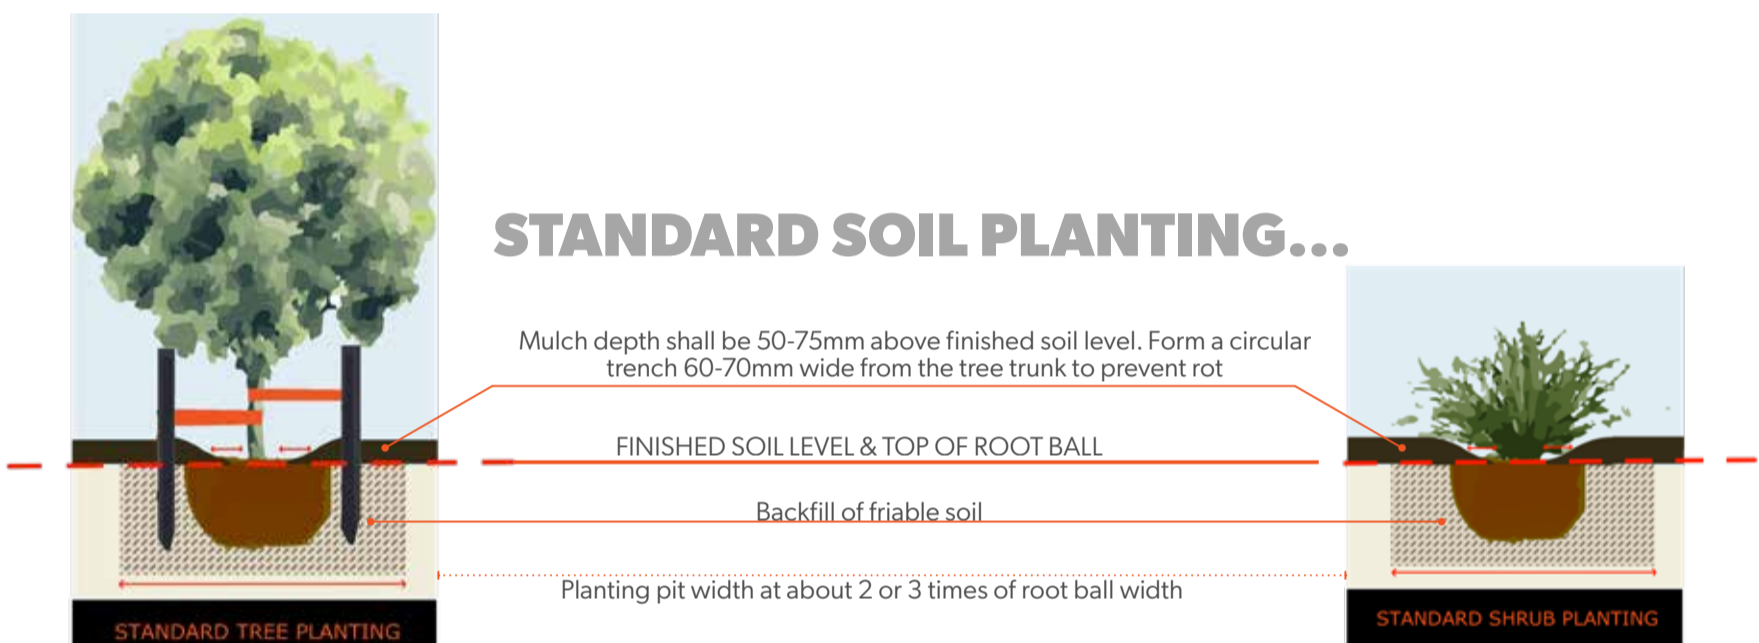 STANDARD SOIL PLANTING...
Mulch depth shall be 50-75mm above finished soil level. Form a circular
trench 60-70mm wide from the tree trunk to prevent rot
FINISHED SOIL LEVEL & TOP OF ROOT BALL
Backfill of friable soil
Planting pit width at about 2 or 3 times of root ball width
STANDARD TREE PLANTING
STANDARD SHRUB PLANTING